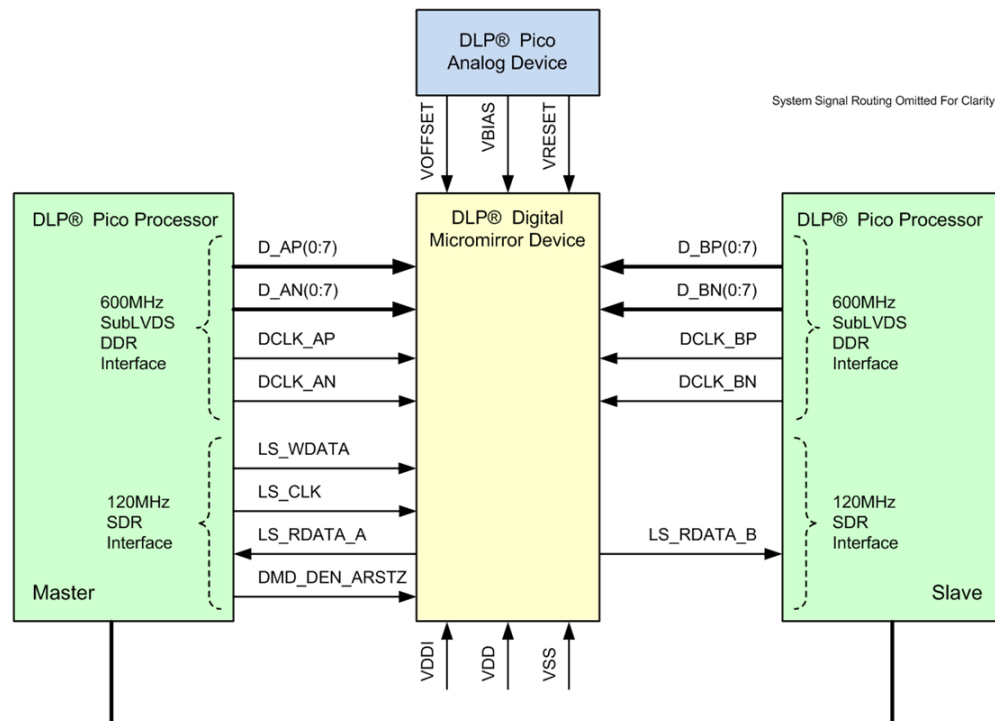 DLP® Pico
Analog Device
System Signal Routing Omitted For Clarity
VOFFSET
VBIAS
VRESET
DLP® Pico Processor
600MHz
SubLVDS
DDR
Interface
120MHz
SDR
Interface
Master
D_AP(0:7)
D_AN(0:7)
DCLK_AP
DCLK_AN
LS_WDATA
LS_CLK
LS_RDATA_A
DMD_DEN_ARSTZ
DLP® Digital
Micromirror Device
D_BP(0:7)
D_BN(0:7)
DCLK_BP
DCLK_BN
LS_RDATA_B
DLP® Pico Processor
600MHz
SubLVDS
DDR
Interface
120MHz
SDR
Interface
Slave
VDDI
VDD
VSS